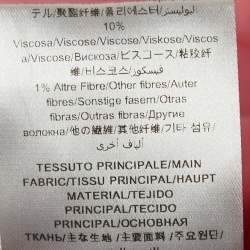 テル/聚酯纤维/폴리에스터/بوليستر
10%
Viscosa/Viscose/Viscose/Viskose/Viscos
a/Viscose/Вискоза/ビスコース/粘胶纤
维/비스코스/فيسكوز
1% Altre Fibre/Other fibres/Auter
fibres/Sonstige fasern/Otras
fibras/Outras fibras/Другие
волокна/他の繊維/其他纤维/기타 섬유/
ألياف أخرى
TESSUTO PRINCIPALE/MAIN
FABRIC/TISSU PRINCIPAL/HAUPT
MATERIAL/TEJIDO
PRINCIPAL/TECIDO
PRINCIPAL/ОСНОВНАЯ
ТКАНЬ/主な生地/主要面料/주요원단/